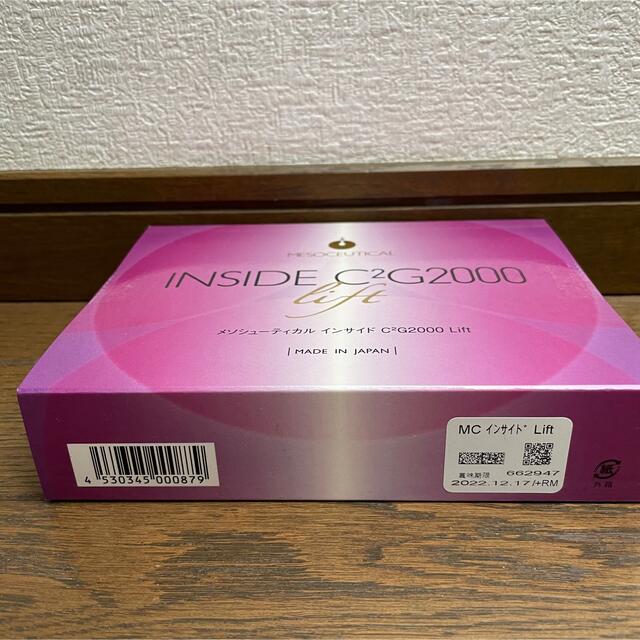 MESOCEUTICAL
INSIDE C²G2000
lift
メソシューティカル インサイド C²G2000 Lift
| MADE IN JAPAN |
MC インサイド Lift
賞味期限 662947
2022.12.17/+RM
4 530345 000879
紙
外箱